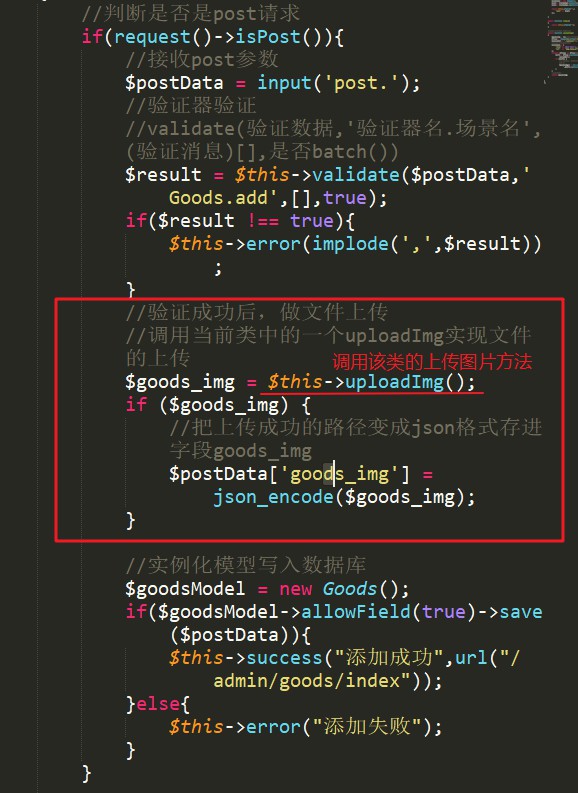 //判断是否是post请求
if(request()->isPost()){
//接收post参数
$postData = input('post.');
//验证器验证
//validate(验证数据,'验证器名.场景名',
(验证消息)[],是否batch())
$result = $this->validate($postData,'
Goods.add',[],true);
if($result !== true){
$this->error(implode(',',$result))
;
}
//验证成功后，做文件上传
//调用当前类中的一个uploadImg实现文件
的上传
调用该类的上传图片方法
$goods_img = $this->uploadImg();
if ($goods_img) {
//把上传成功的路径变成json格式存进
字段goods_img
$postData['goods_img'] =
json_encode($goods_img);
}
//实例化模型写入数据库
$goodsModel = new Goods();
if($goodsModel->allowField(true)->save
($postData)){
$this->success("添加成功",url("/
admin/goods/index"));
}else{
$this->error("添加失败");
}
}